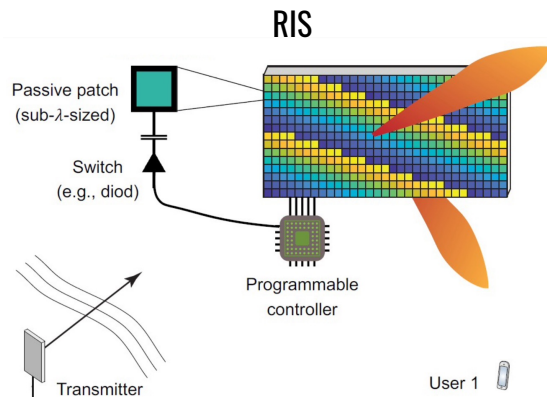 RIS
Passive patch
(sub-λ-sized)
Switch
(e.g., diod)
Programmable
controller
Transmitter
User 1